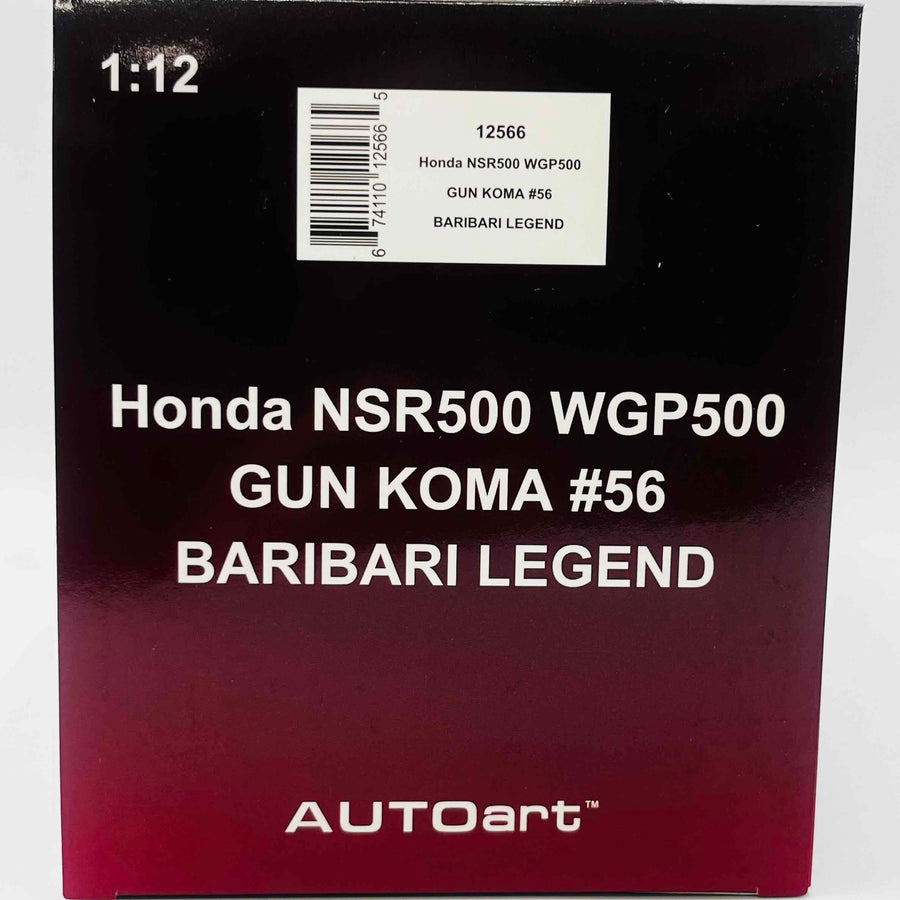 1:12
6 74110 12566 5
12566
Honda NSR500 WGP500
GUN KOMA #56
BARIBARI LEGEND
Honda NSR500 WGP500
GUN KOMA #56
BARIBARI LEGEND
AUTOart™